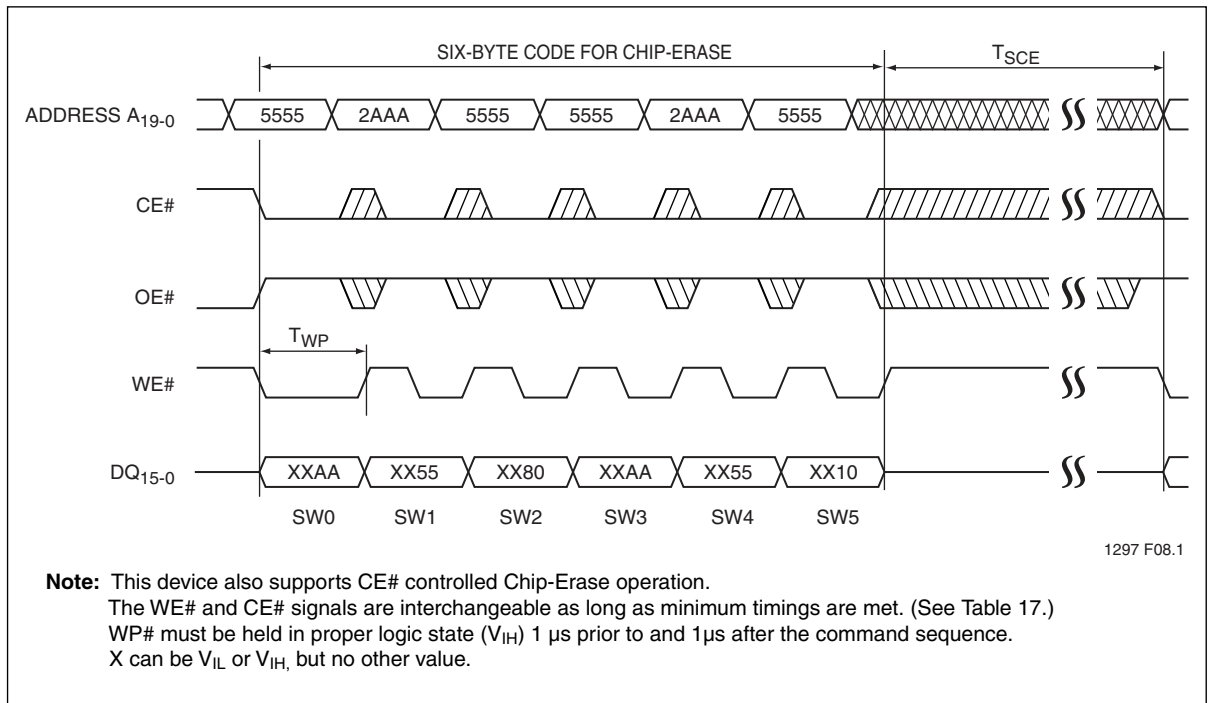 SIX-BYTE CODE FOR CHIP-ERASE TSCE
ADDRESS A19-0 5555 2AAA 5555 5555 2AAA 5555
CE#
OE#
TWP
WE#
DQ15-0 XXAA XX55 XX80 XXAA XX55 XX10
SW0 SW1 SW2 SW3 SW4 SW5
1297 F08.1
Note: This device also supports CE# controlled Chip-Erase operation.
The WE# and CE# signals are interchangeable as long as minimum timings are met. (See Table 17.)
WP# must be held in proper logic state (VIH) 1 µs prior to and 1µs after the command sequence.
X can be VIL or VIH, but no other value.